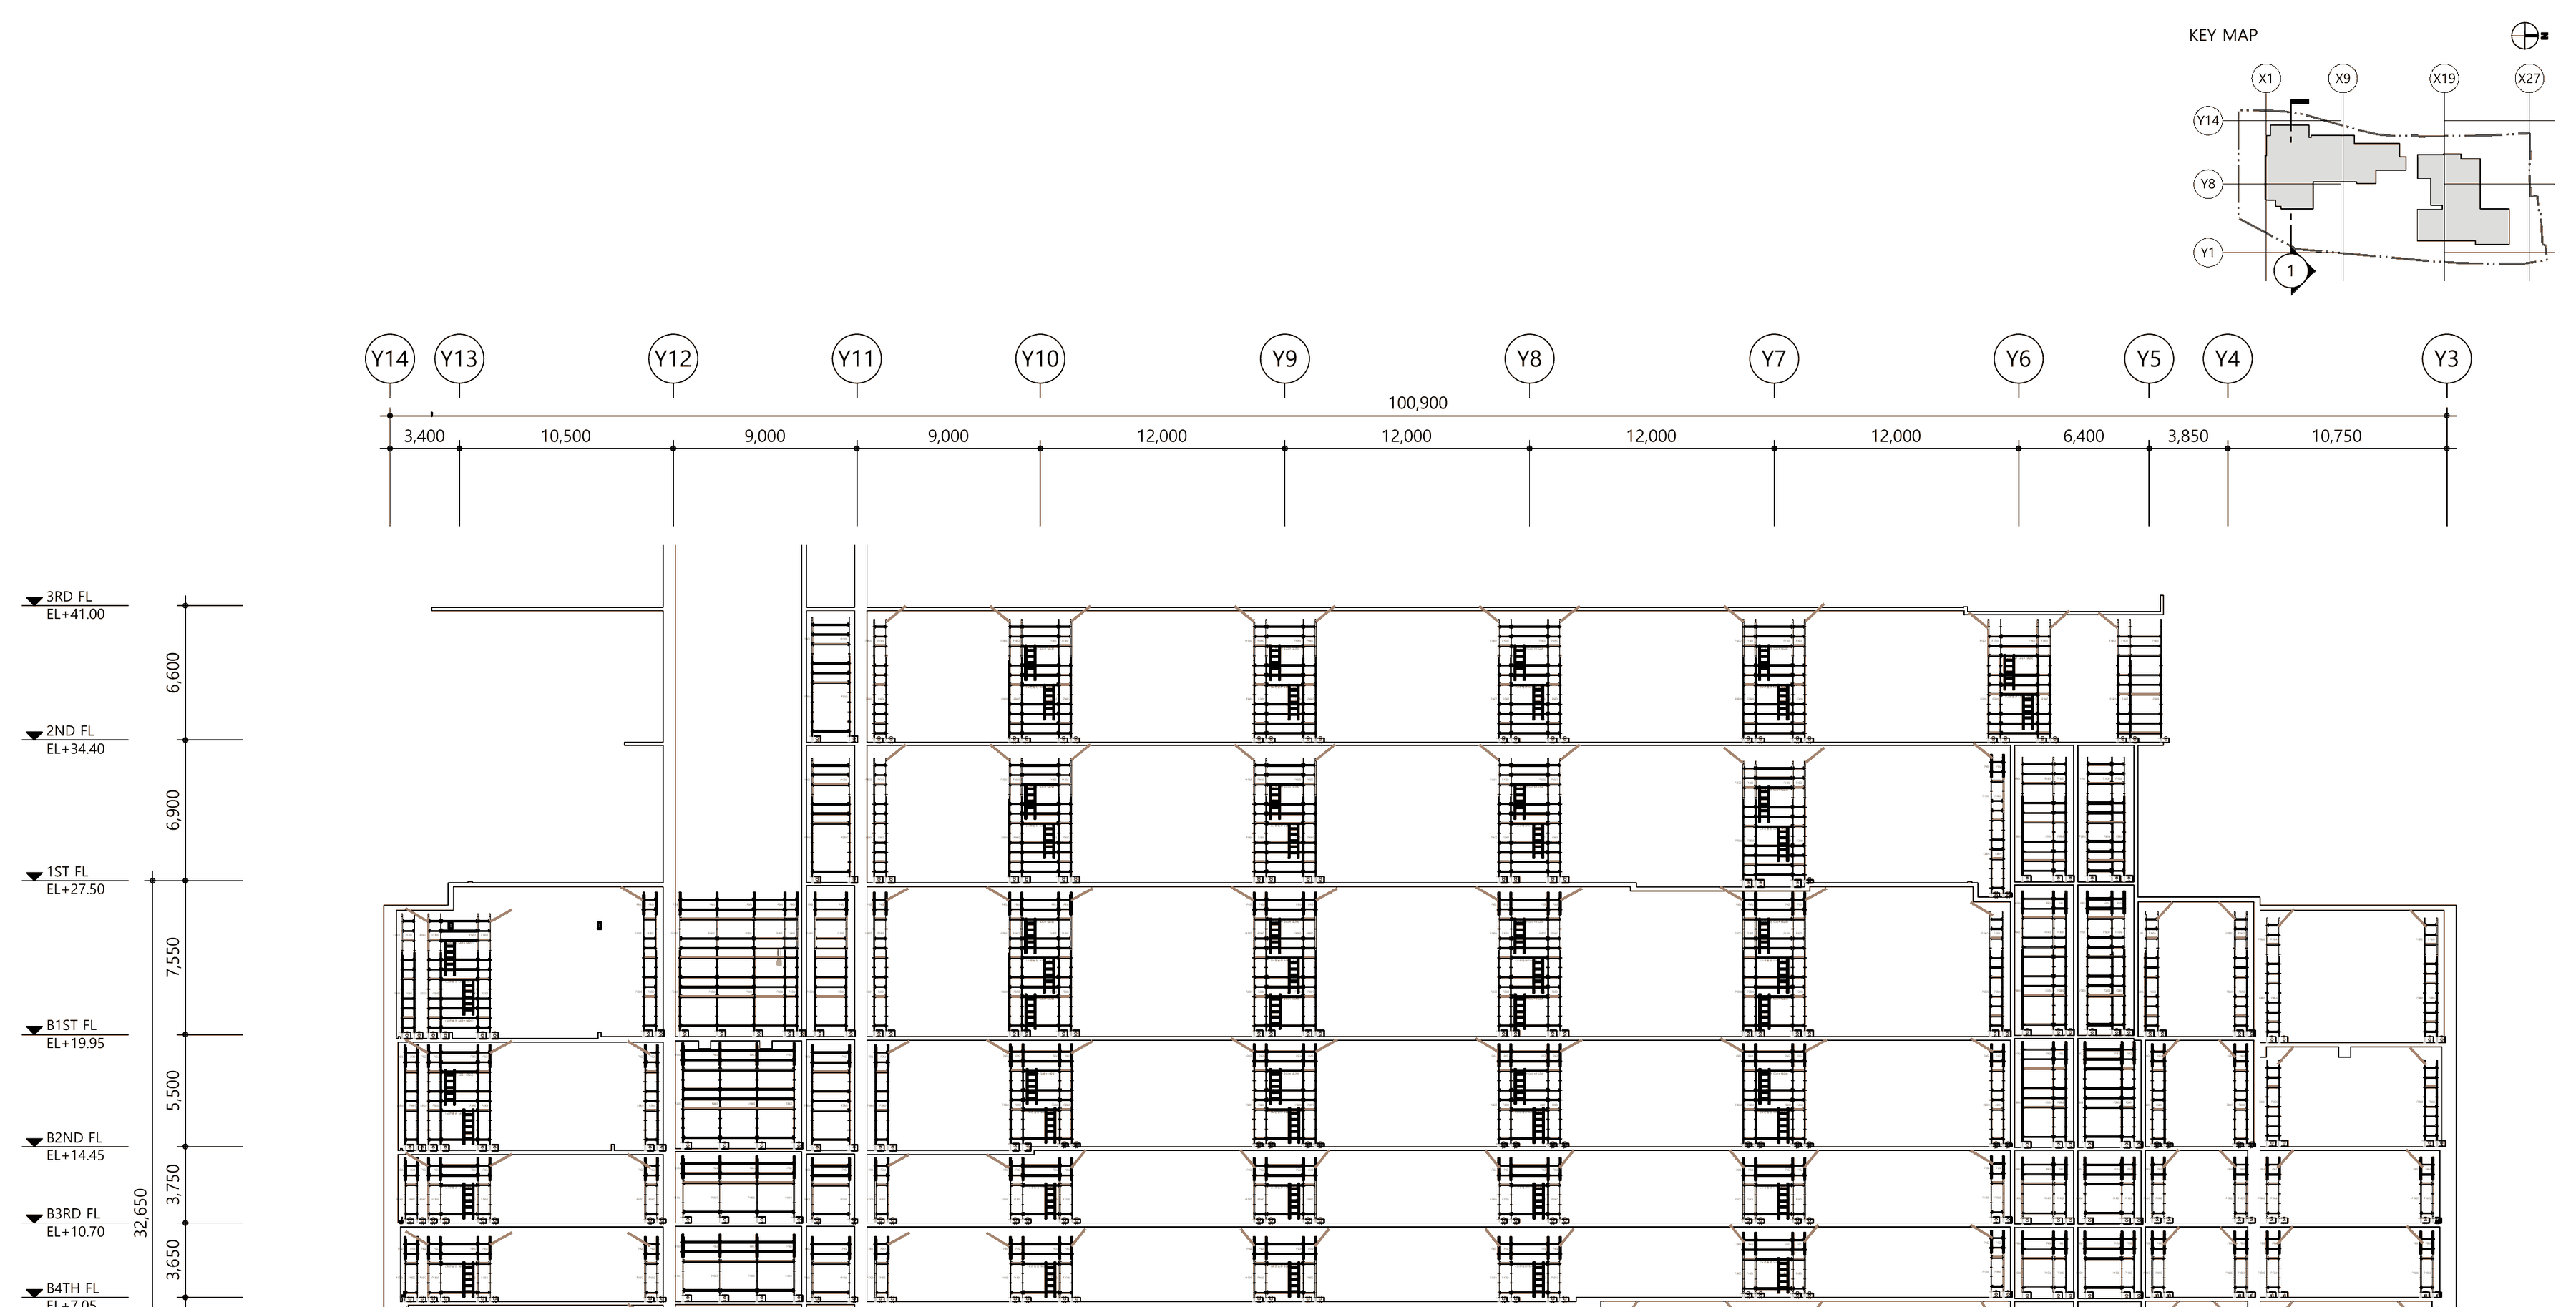 KEY MAP
N
X1 X9 X19 X27
Y14
Y8
Y1
1
Y14 Y13 Y12 Y11 Y10 Y9 Y8 Y7 Y6 Y5 Y4 Y3
100,900
3,400 10,500 9,000 9,000 12,000 12,000 12,000 12,000 6,400 3,850 10,750
3RD FL
EL+41.00
6,600
2ND FL
EL+34.40
6,900
1ST FL
EL+27.50
7,550
B1ST FL
EL+19.95
5,500
B2ND FL
EL+14.45
3,750
32,650
B3RD FL
EL+10.70
3,650
B4TH FL
EL+7.05